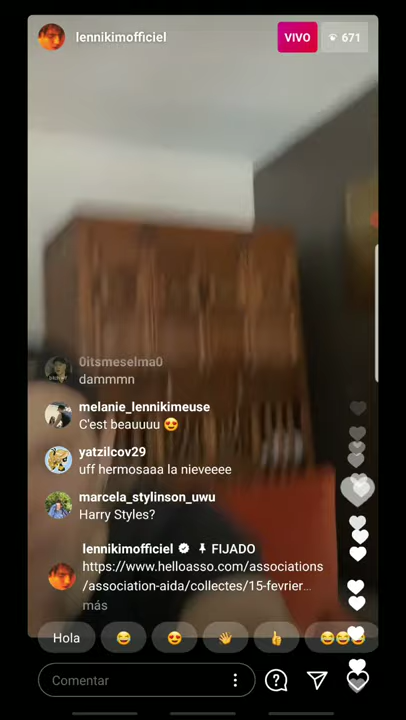 lennikimofficiel
VIVO
671
0itsmeselma0
dammmn
melanie_lennikimeuse
C'est beauuuu 😍
yatzilcov29
uff hermosaaa la nieveeee
marcela_stylinson_uwu
Harry Styles?
lennikimofficiel FIJADO
https://www.helloasso.com/associations
/association-aida/collectes/15-fevrier...
más
Hola 😂 😍 👋 👍 😂😂😂
Comentar